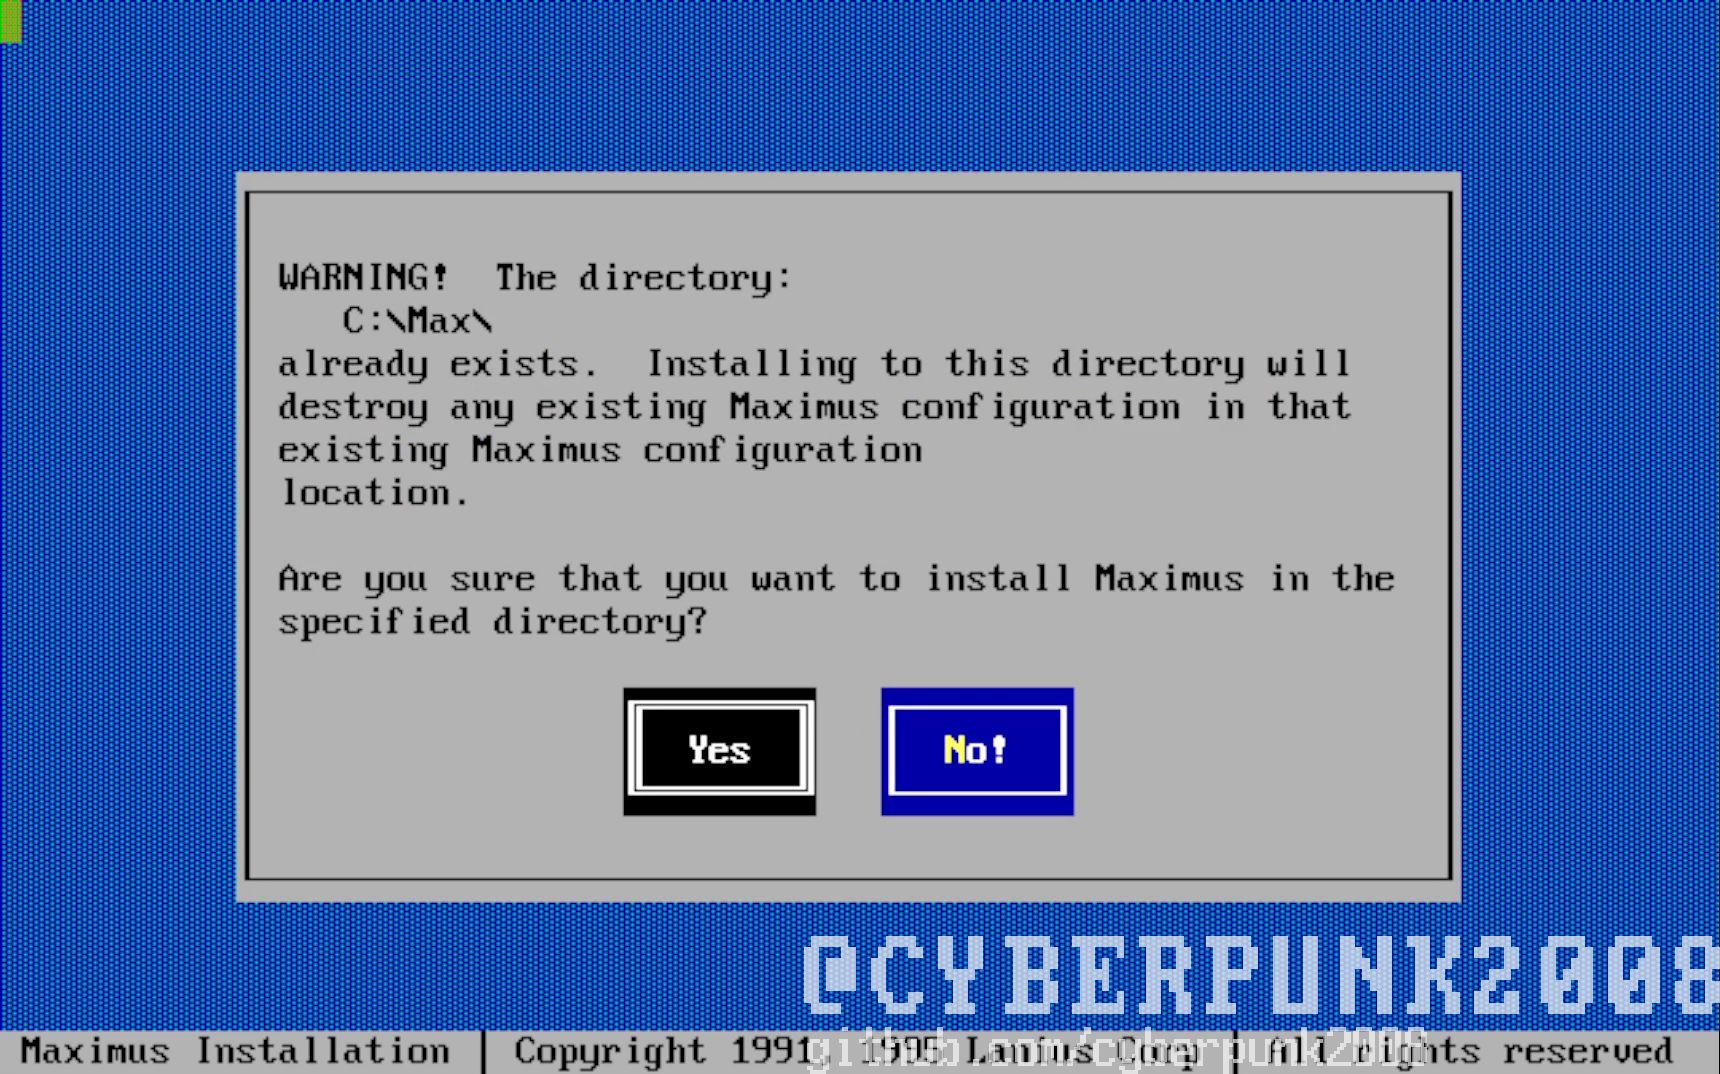 WARNING!  The directory:
C:\Max\
already exists.  Installing to this directory will
destroy any existing Maximus configuration in that
existing Maximus configuration
location.
Are you sure that you want to install Maximus in the
specified directory?
Yes No!
@CYBERPUNK2008
Maximus Installation | Copyright 1991, 1995 Lanius Corp | All rights reserved
github.com/cyberpunk2008